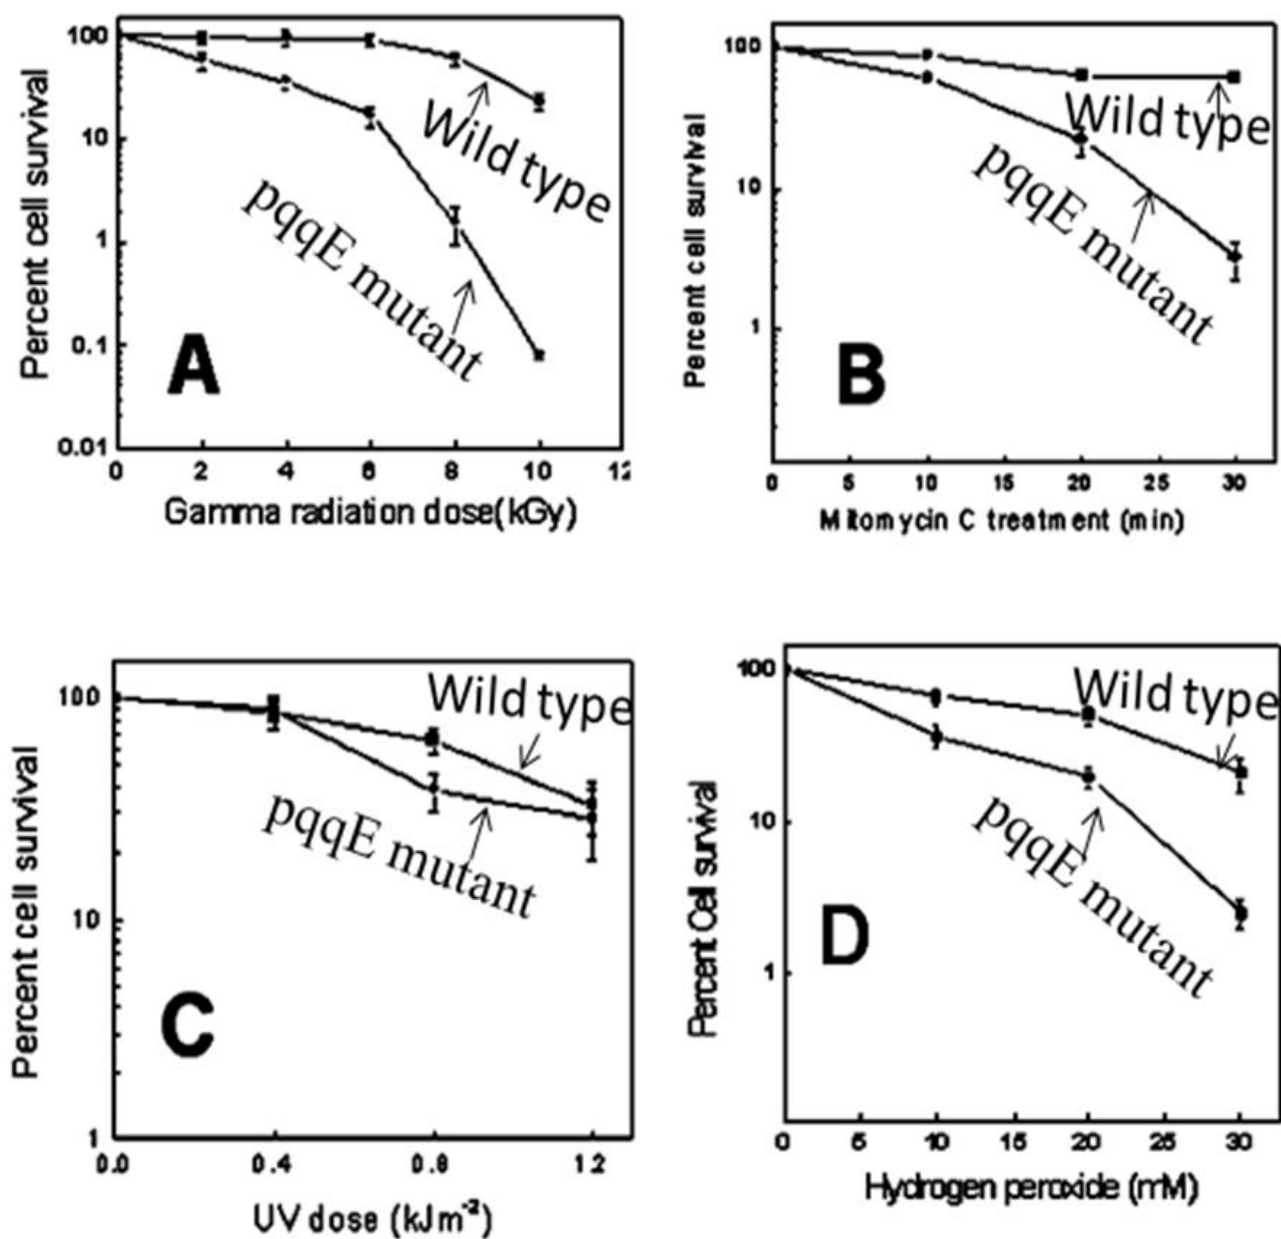 100
10
1
0.1
0.01
0 2 4 6 8 10 12
Percent cell survival
Gamma radiation dose(kGy)
Wild type
pqqE mutant
A
100
10
1
0 5 10 15 20 25 30
Percent cell survival
Mitomycin C treatment (min)
Wild type
pqqE mutant
B
100
10
1
0.0 0.4 0.8 1.2
Percent cell survival
UV dose (kJm⁻²)
Wild type
pqqE mutant
C
100
10
1
0 5 10 15 20 25 30
Percent Cell survival
Hydrogen peroxide (mM)
Wild type
pqqE mutant
D